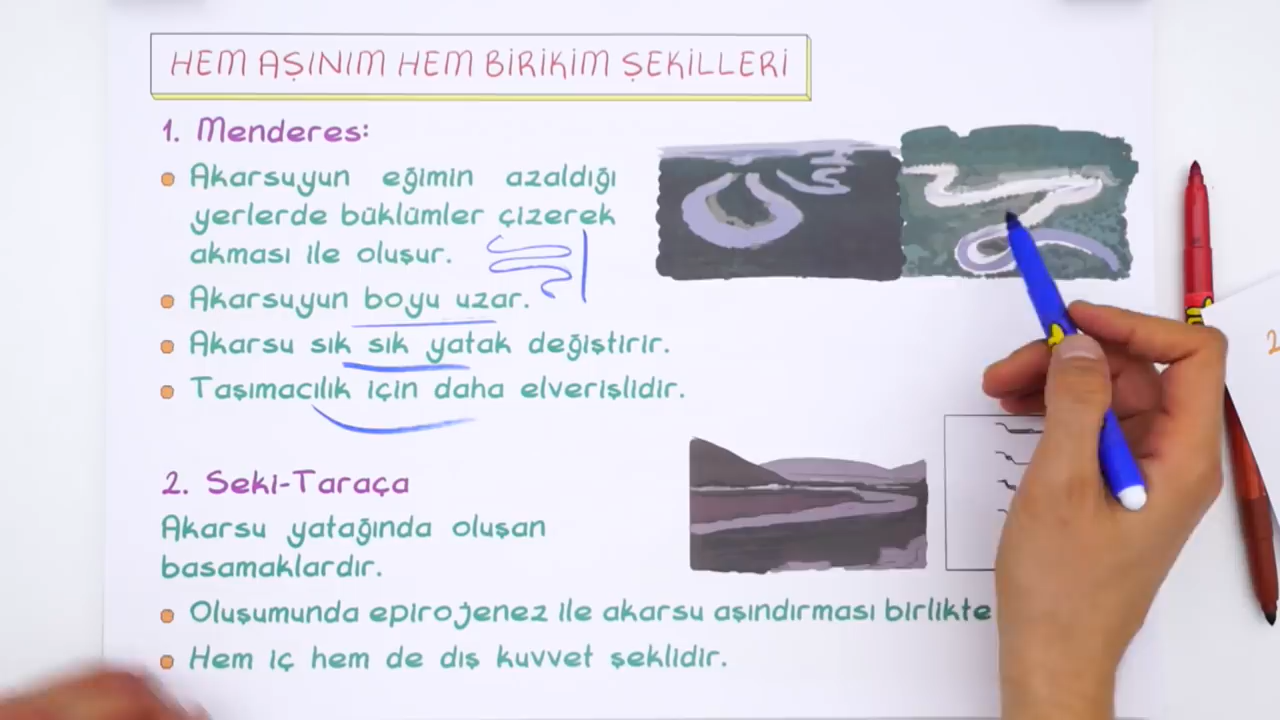 HEM AŞINIM HEM BİRİKİM ŞEKİLLERİ
1. Menderes:
Akarsuyun eğimin azaldığı
yerlerde büklümler çizerek
akması ile oluşur.
Akarsuyun boyu uzar.
Akarsu sık sık yatak değiştirir.
Taşımacılık için daha elverişlidir.
2. Seki-Taraça
Akarsu yatağında oluşan
basamaklardır.
Oluşumunda epirojenez ile akarsu aşındırması birlikte
Hem iç hem de dış kuvvet şeklidir.
2